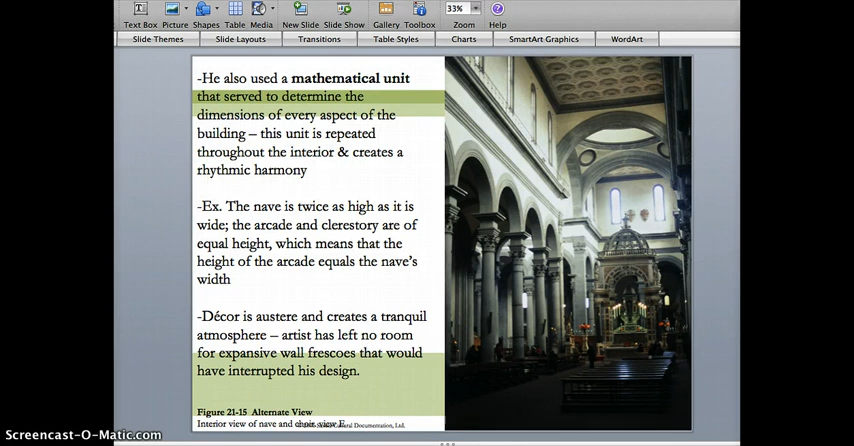 Text Box Picture Shapes Table Media New Slide Slide Show Gallery Toolbox Zoom Help
33%
Slide Themes Slide Layouts Transitions Table Styles Charts SmartArt Graphics WordArt
-He also used a mathematical unit
that served to determine the
dimensions of every aspect of the
building – this unit is repeated
throughout the interior & creates a
rhythmic harmony
-Ex. The nave is twice as high as it is
wide; the arcade and clerestory are of
equal height, which means that the
height of the arcade equals the nave's
width
-Décor is austere and creates a tranquil
atmosphere – artist has left no room
for expansive wall frescoes that would
have interrupted his design.
Figure 21-15 Alternate View
Interior view of nave and choir, view E
Documentation, Ltd.
Screencast-O-Matic.com